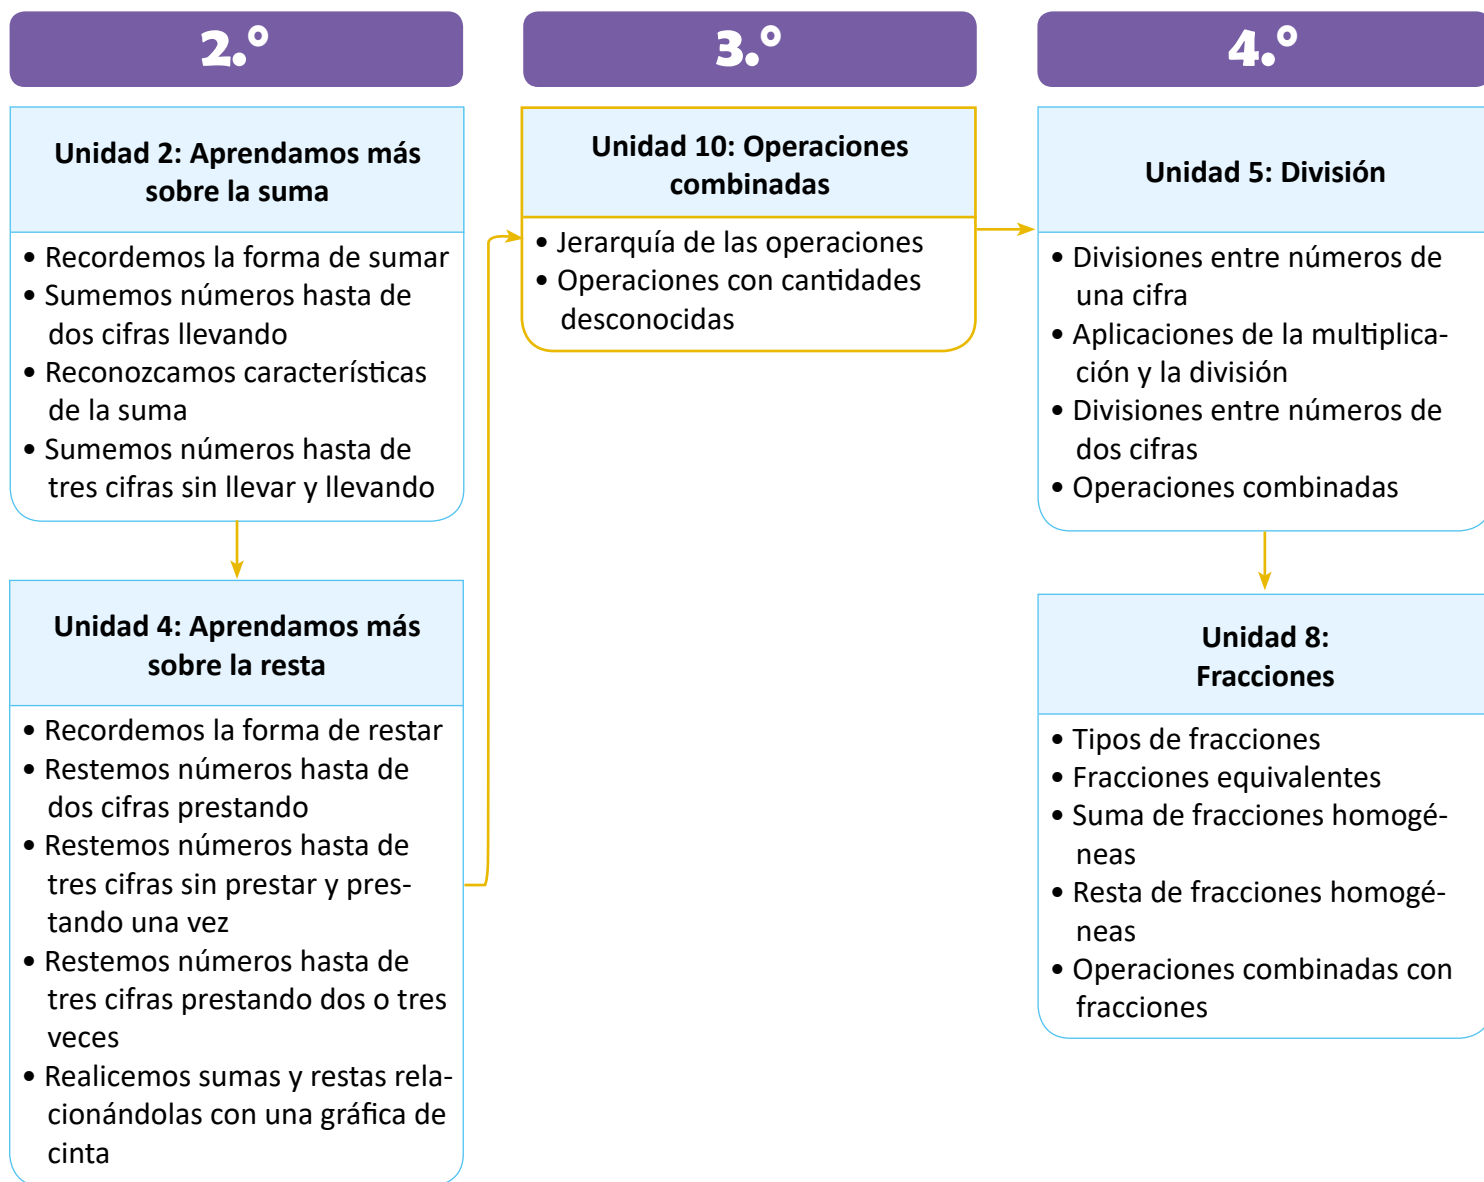 2.º
Unidad 2: Aprendamos más
sobre la suma
• Recordemos la forma de sumar
• Sumemos números hasta de
dos cifras llevando
• Reconozcamos características
de la suma
• Sumemos números hasta de
tres cifras sin llevar y llevando
Unidad 4: Aprendamos más
sobre la resta
• Recordemos la forma de restar
• Restemos números hasta de
dos cifras prestando
• Restemos números hasta de
tres cifras sin prestar y pres-
tando una vez
• Restemos números hasta de
tres cifras prestando dos o tres
veces
• Realicemos sumas y restas rela-
cionándolas con una gráfica de
cinta
3.º
Unidad 10: Operaciones
combinadas
• Jerarquía de las operaciones
• Operaciones con cantidades
desconocidas
4.º
Unidad 5: División
• Divisiones entre números de
una cifra
• Aplicaciones de la multiplica-
ción y la división
• Divisiones entre números de
dos cifras
• Operaciones combinadas
Unidad 8:
Fracciones
• Tipos de fracciones
• Fracciones equivalentes
• Suma de fracciones homogé-
neas
• Resta de fracciones homogé-
neas
• Operaciones combinadas con
fracciones